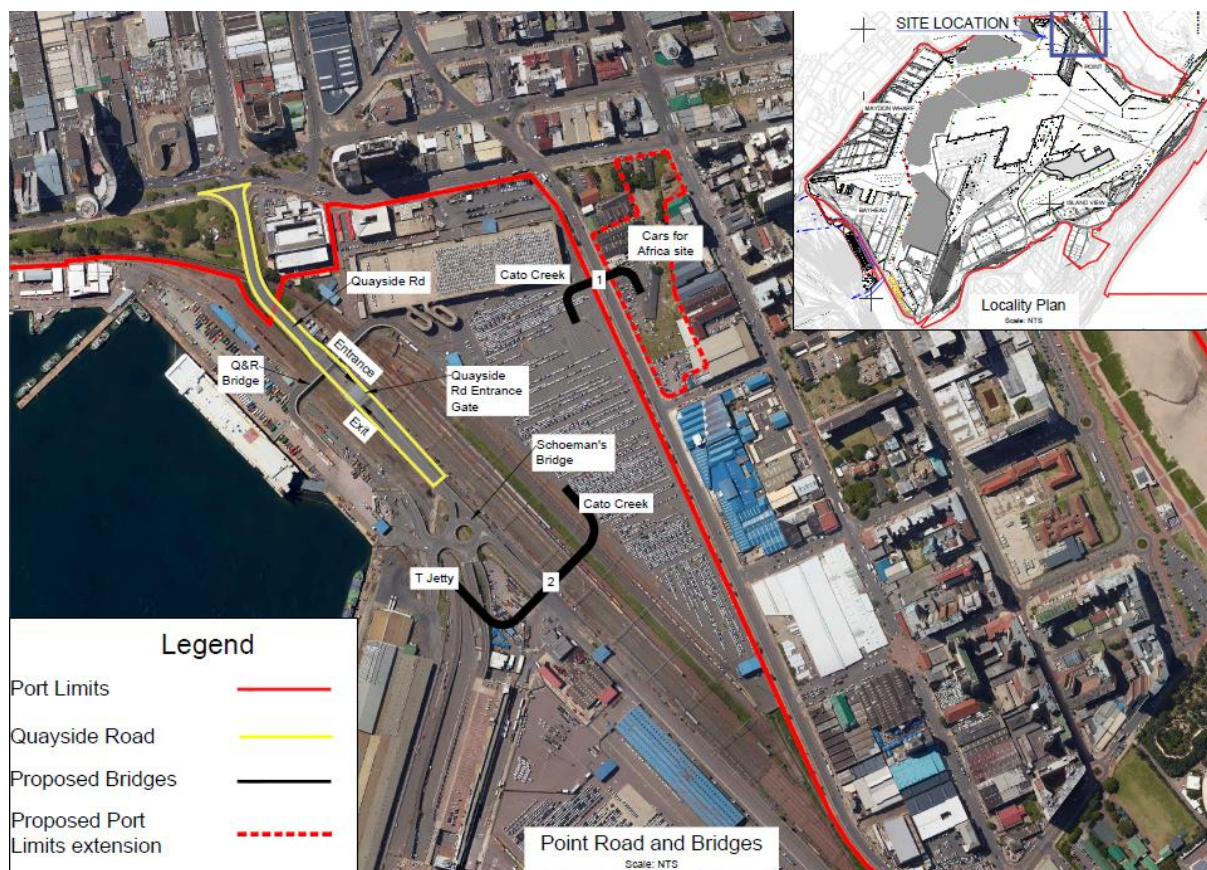 SITE LOCATION
POINT
MAYDON WHARF
ISLAND VIEW
BAYHEAD
Locality Plan
Scale: NTS
Cars for
Africa site
Cato Creek
1
Quayside Rd
Entrance
Q&R
Bridge
Quayside
Rd Entrance
Gate
Exit
Schoeman's
Bridge
Cato Creek
T Jetty
2
Legend
Port Limits
Quayside Road
Proposed Bridges
Proposed Port
Limits extension
Point Road and Bridges
Scale: NTS